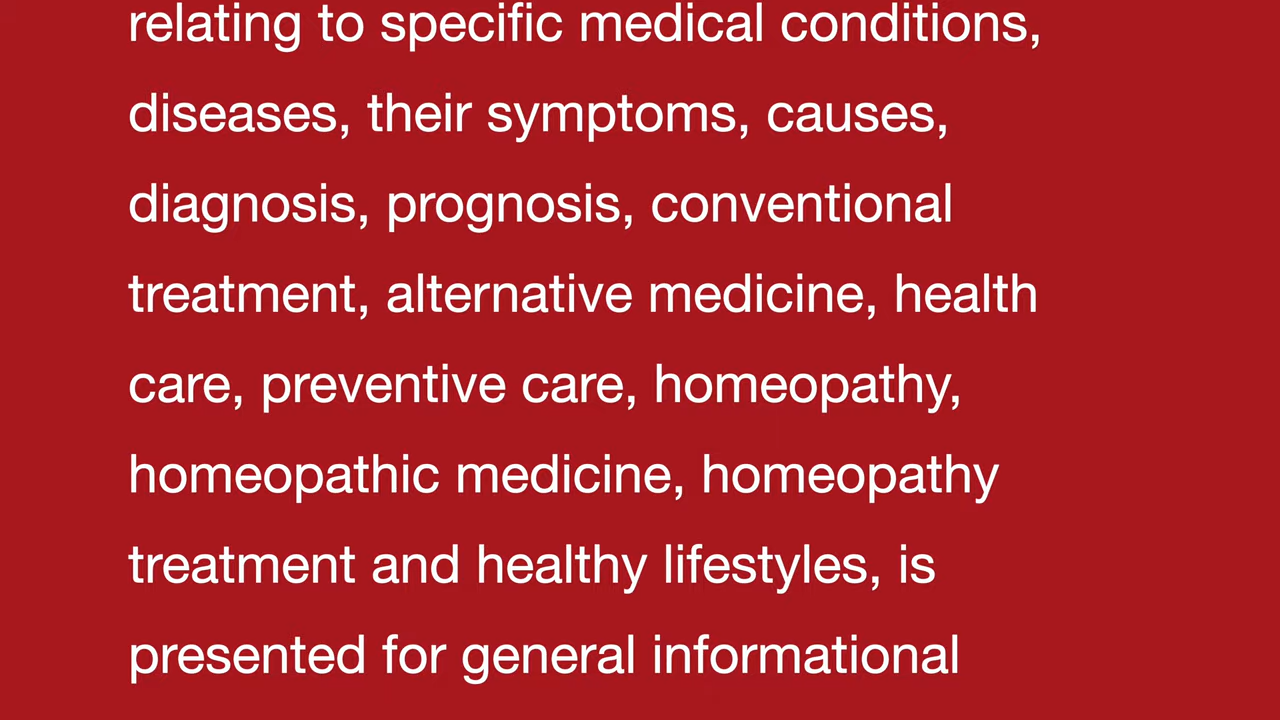 relating to specific medical conditions,
diseases, their symptoms, causes,
diagnosis, prognosis, conventional
treatment, alternative medicine, health
care, preventive care, homeopathy,
homeopathic medicine, homeopathy
treatment and healthy lifestyles, is
presented for general informational